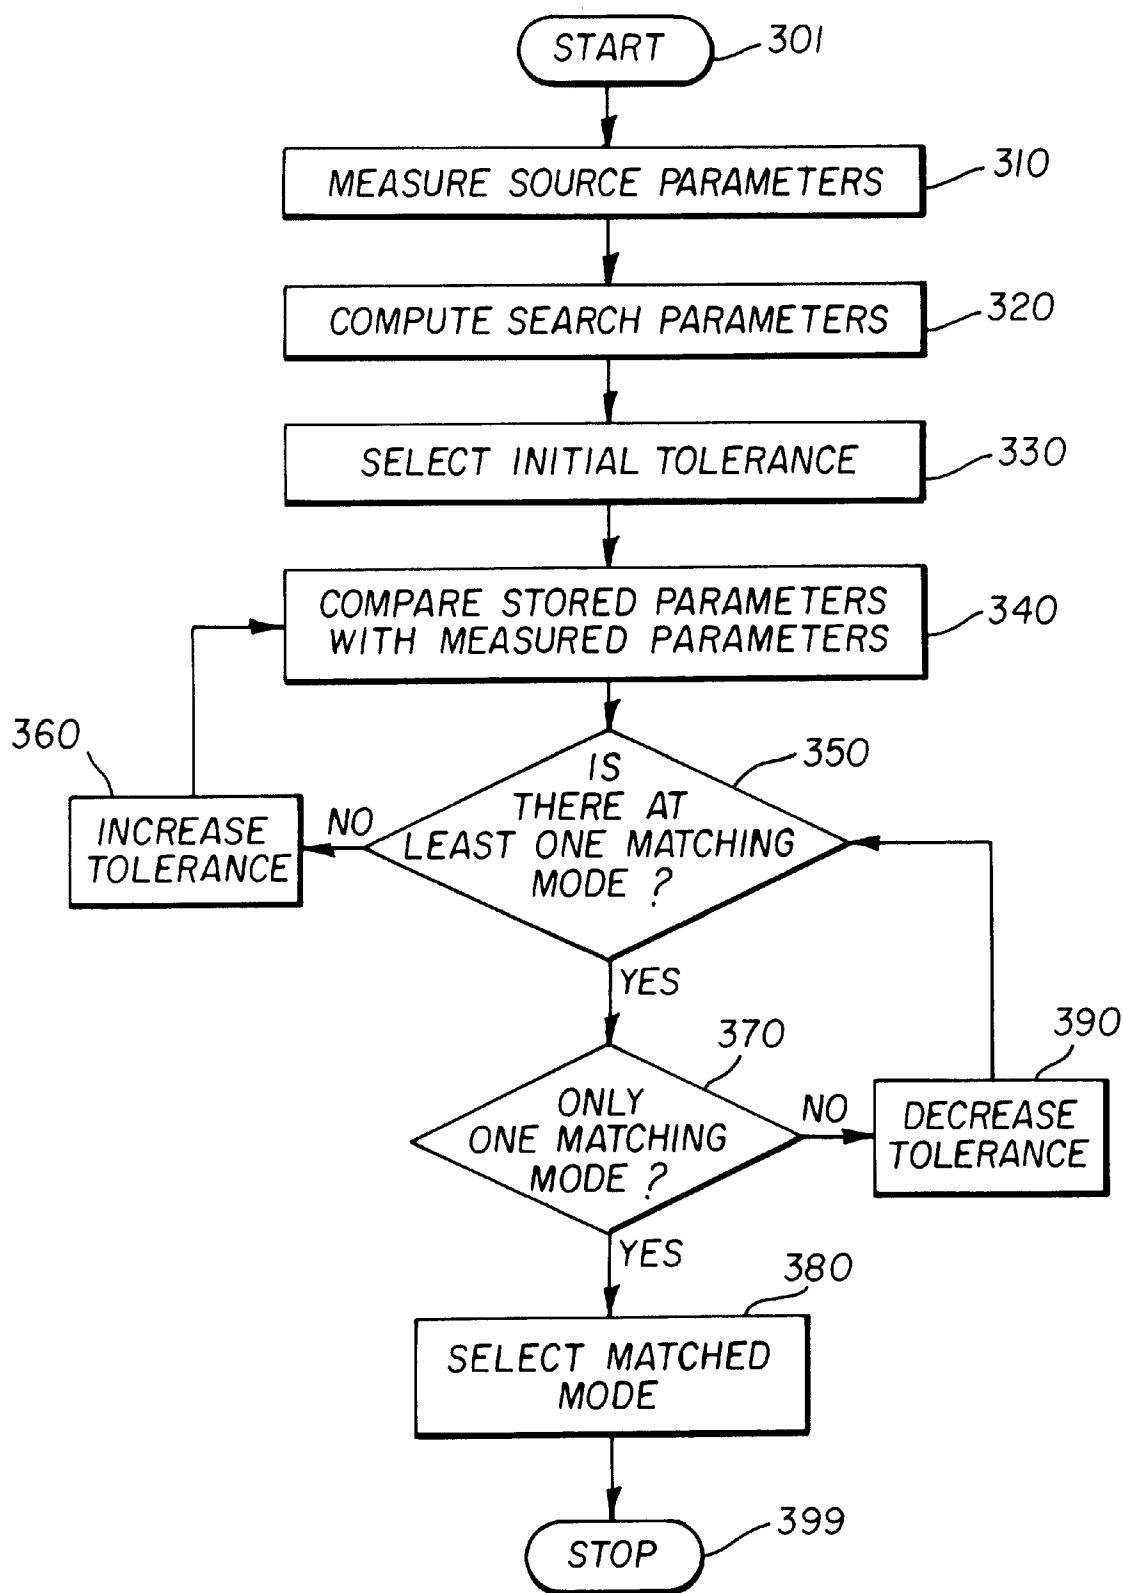 START
301
MEASURE SOURCE PARAMETERS
310
COMPUTE SEARCH PARAMETERS
320
SELECT INITIAL TOLERANCE
330
COMPARE STORED PARAMETERS
WITH MEASURED PARAMETERS
340
360
INCREASE
TOLERANCE
NO
350
IS
THERE AT
LEAST ONE MATCHING
MODE ?
YES
370
ONLY
ONE MATCHING
MODE ?
NO
390
DECREASE
TOLERANCE
YES
380
SELECT MATCHED
MODE
STOP
399